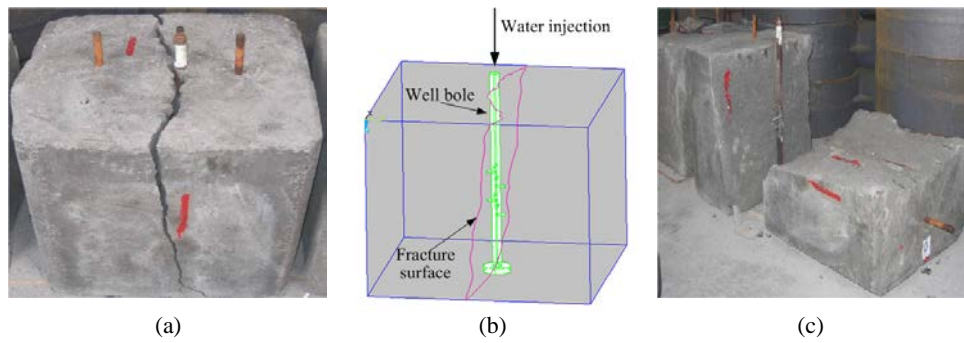 Water injection
Well bole
Fracture
surface
(a)
(b)
(c)